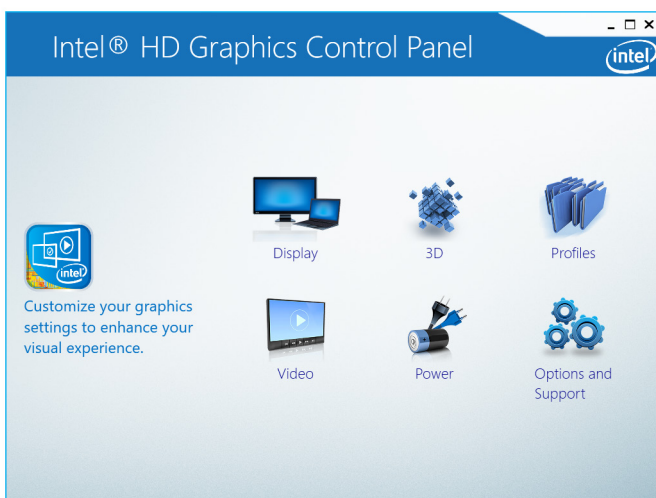 Intel® HD Graphics Control Panel
intel
Display
3D
Profiles
intel
Customize your graphics
settings to enhance your
visual experience.
Video
Power
Options and
Support